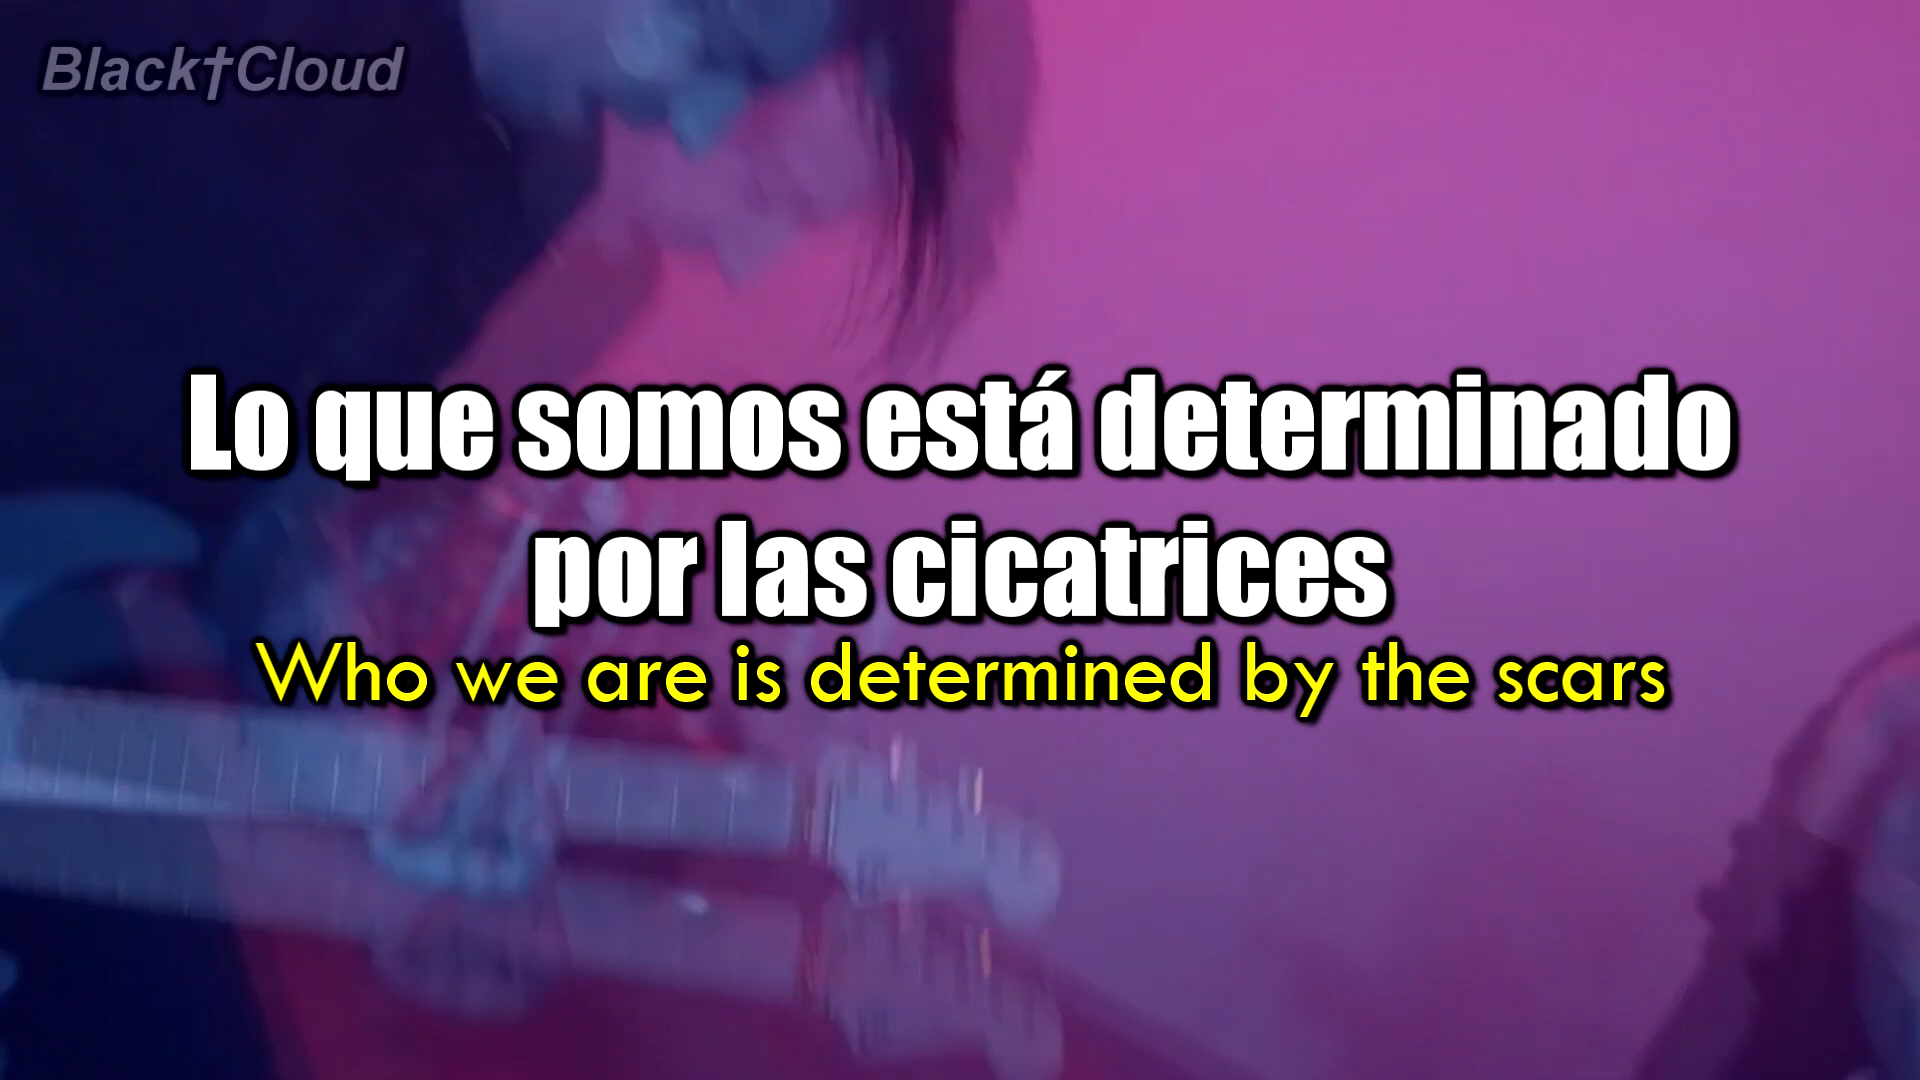 Black†Cloud
Lo que somos está determinado
por las cicatrices
Who we are is determined by the scars